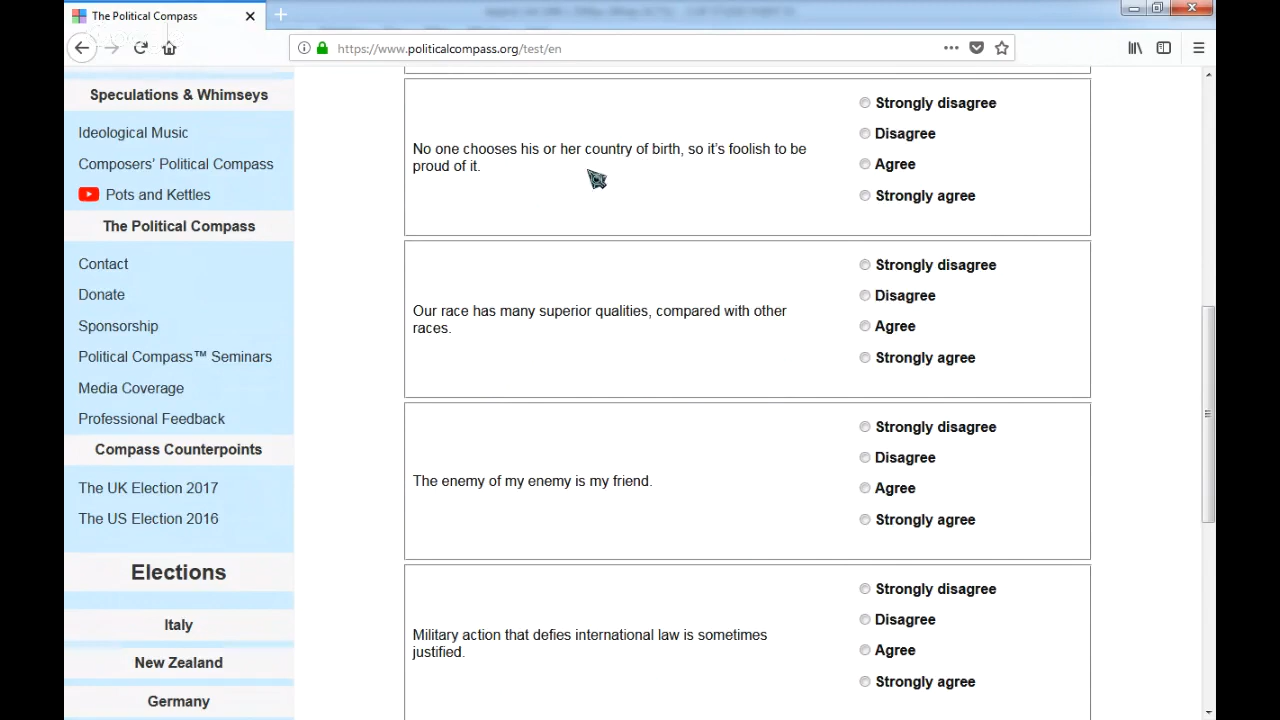 The Political Compass
https://www.politicalcompass.org/test/en
Speculations & Whimseys
Ideological Music
Composers' Political Compass
Pots and Kettles
The Political Compass
Contact
Donate
Sponsorship
Political Compass™ Seminars
Media Coverage
Professional Feedback
Compass Counterpoints
The UK Election 2017
The US Election 2016
Elections
Italy
New Zealand
Germany
No one chooses his or her country of birth, so it's foolish to be
proud of it.
Strongly disagree
Disagree
Agree
Strongly agree
Our race has many superior qualities, compared with other
races.
Strongly disagree
Disagree
Agree
Strongly agree
The enemy of my enemy is my friend.
Strongly disagree
Disagree
Agree
Strongly agree
Military action that defies international law is sometimes
justified.
Strongly disagree
Disagree
Agree
Strongly agree